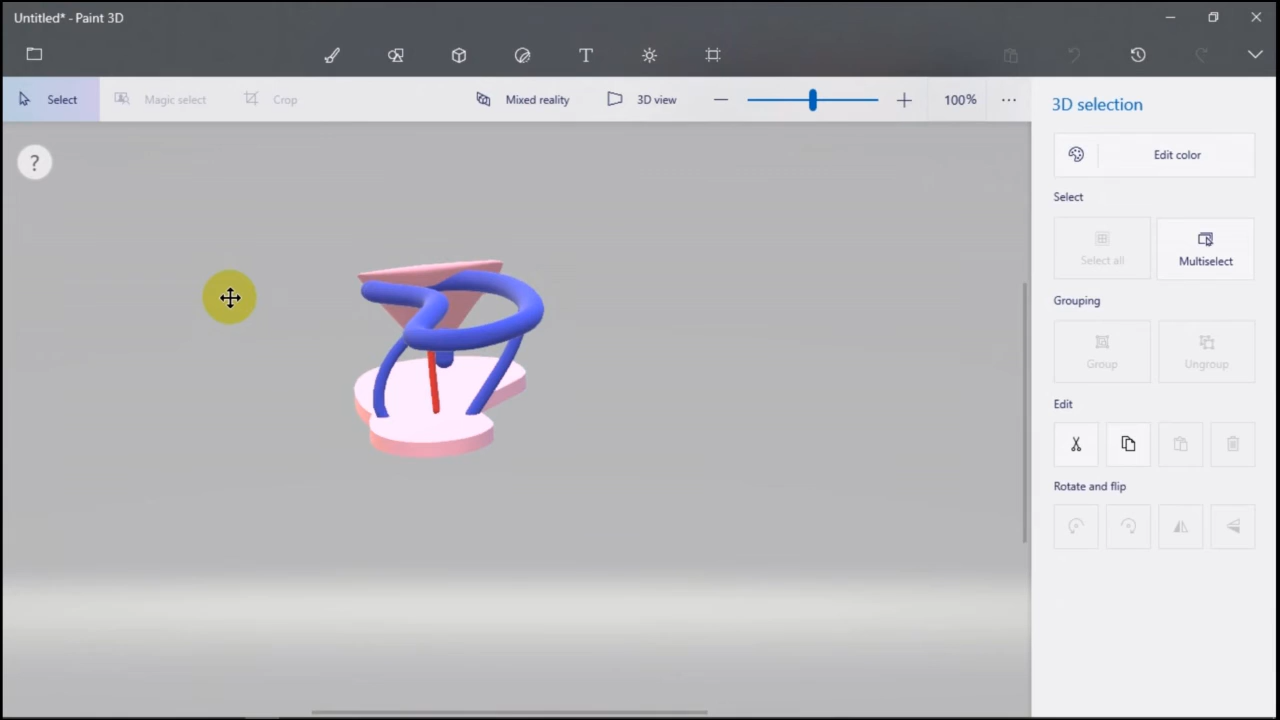 Untitled* - Paint 3D
T
Select
Magic select
Crop
Mixed reality
3D view
100%
?
3D selection
Edit color
Select
Select all
Multiselect
Grouping
Group
Ungroup
Edit
Rotate and flip